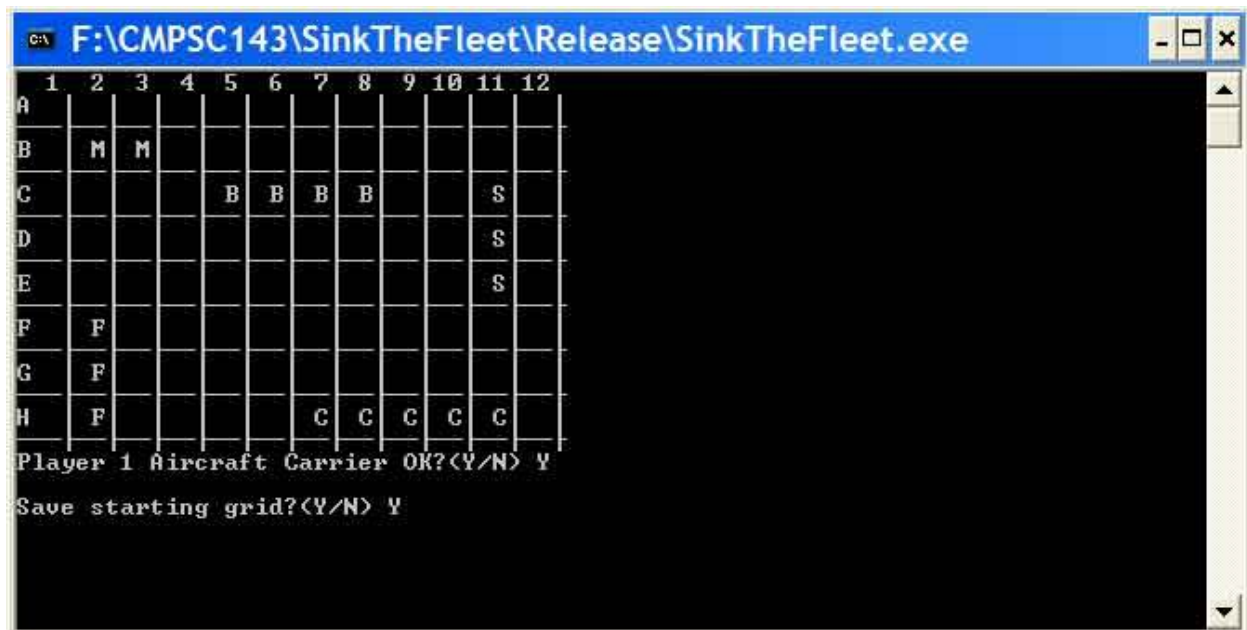 F:\CMPSC143\SinkTheFleet\Release\SinkTheFleet.exe
1 2 3 4 5 6 7 8 9 10 11 12
A
B M M
C B B B B S
D S
E S
F F
G F
H F C C C C C
Player 1 Aircraft Carrier OK?(Y/N) Y
Save starting grid?(Y/N) Y